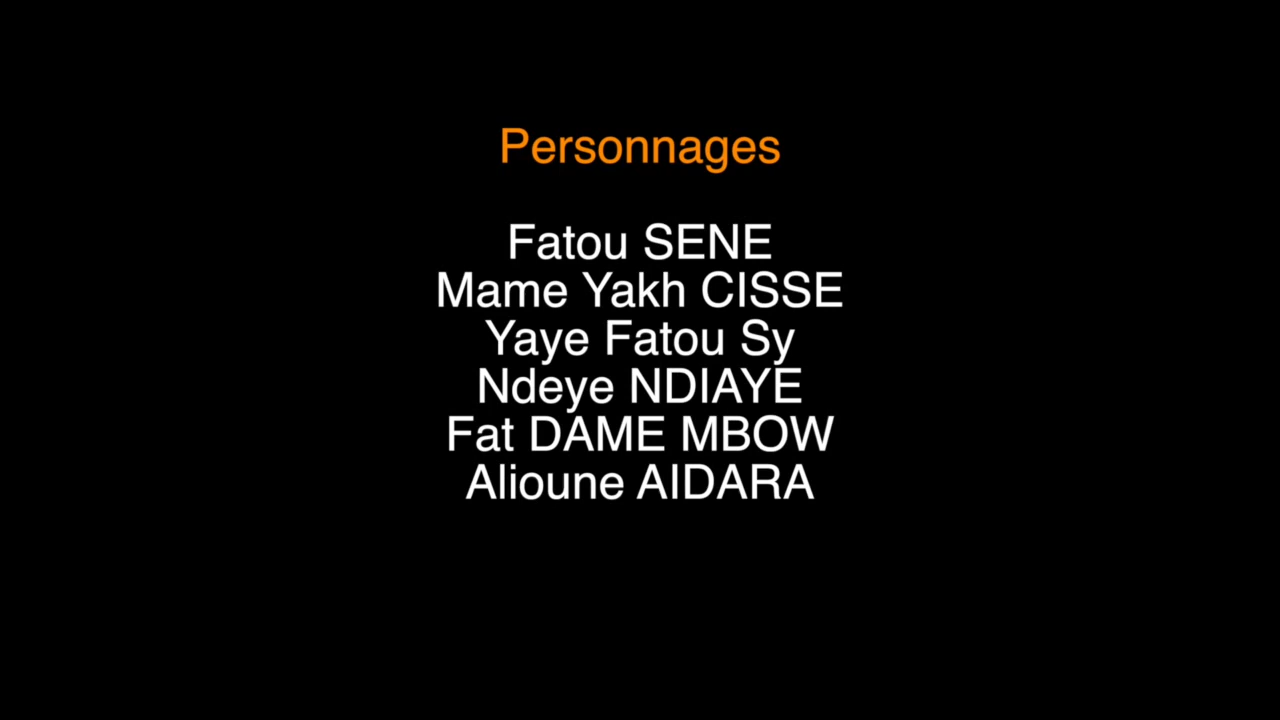 Personnages
Fatou SENE
Mame Yakh CISSE
Yaye Fatou Sy
Ndeye NDIAYE
Fat DAME MBOW
Alioune AIDARA